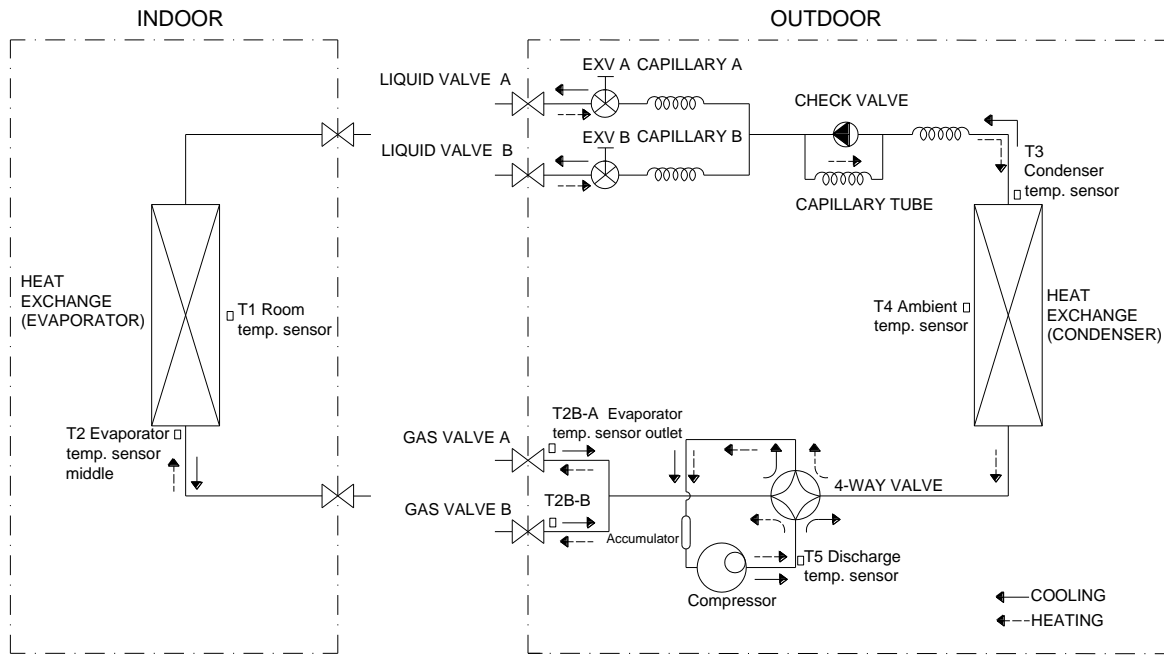 INDOOR
OUTDOOR
LIQUID VALVE A
EXV A CAPILLARY A
CHECK VALVE
LIQUID VALVE B
EXV B CAPILLARY B
T3
Condenser
temp. sensor
CAPILLARY TUBE
HEAT
EXCHANGE
(EVAPORATOR)
T1 Room
temp. sensor
T4 Ambient
temp. sensor
HEAT
EXCHANGE
(CONDENSER)
T2 Evaporator
temp. sensor
middle
GAS VALVE A
T2B-A Evaporator
temp. sensor outlet
4-WAY VALVE
GAS VALVE B
T2B-B
Accumulator
T5 Discharge
temp. sensor
Compressor
COOLING
HEATING